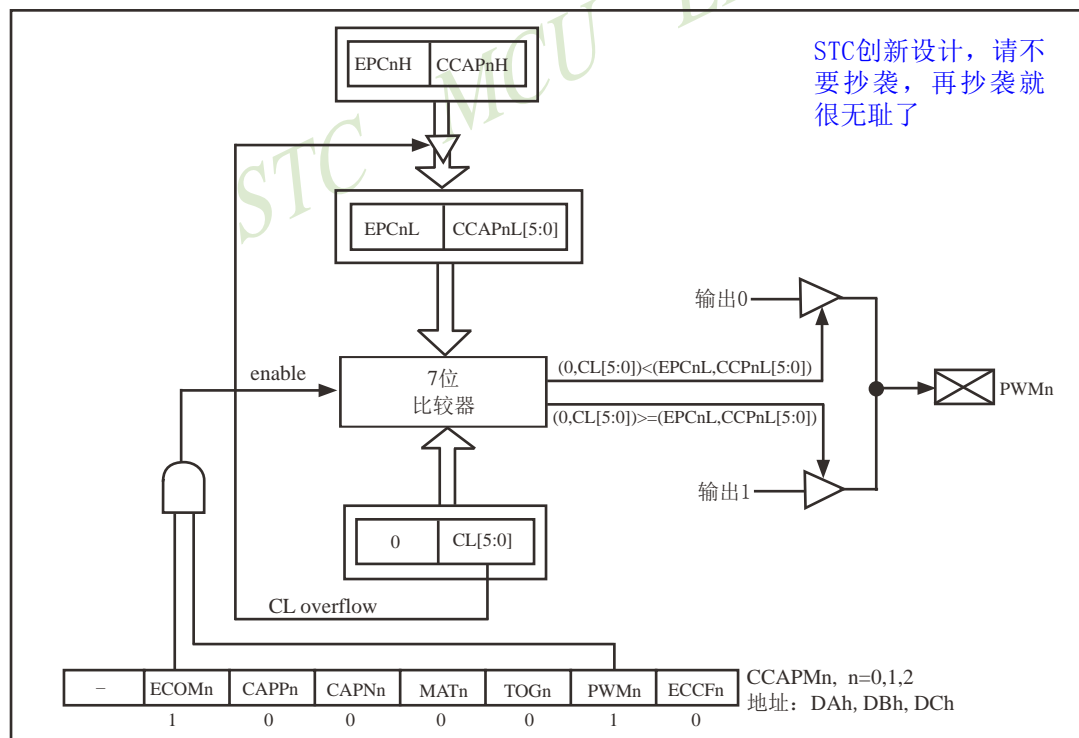 STC MCU
STC创新设计，请不
要抄袭，再抄袭就
很无耻了
EPCnH CCAPnH
EPCnL CCAPnL[5:0]
输出0
enable
7位
比较器
(0,CL[5:0])<(EPCnL,CCPnL[5:0])
(0,CL[5:0])>=(EPCnL,CCPnL[5:0])
PWMn
输出1
0 CL[5:0]
CL overflow
− ECOMn CAPPn CAPNn MATn TOGn PWMn ECCFn
CCAPMn, n=0,1,2
地址：DAh, DBh, DCh
1 0 0 0 0 1 0